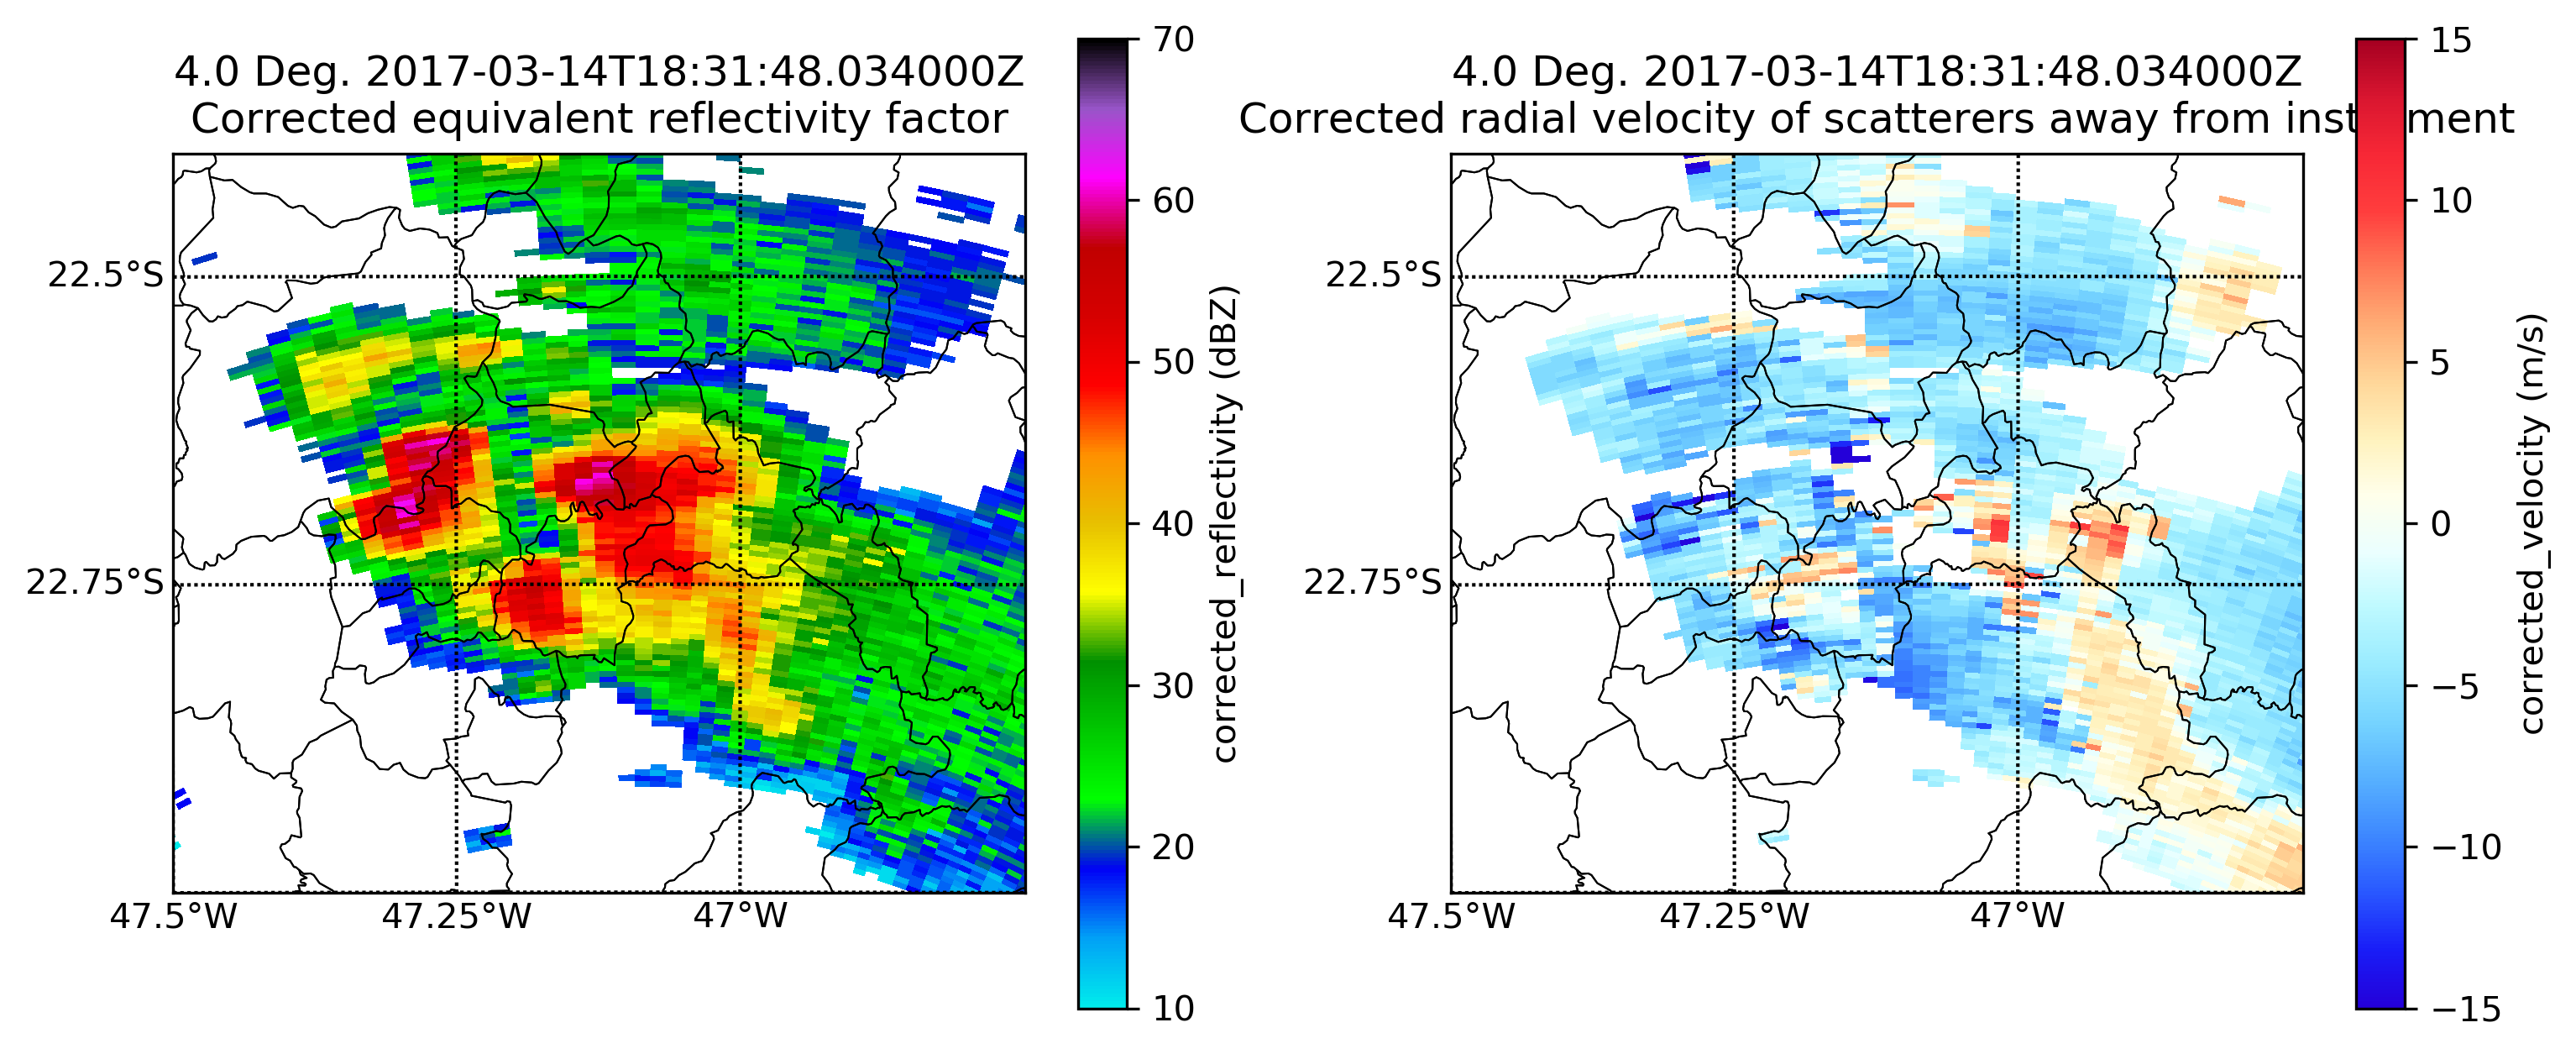 4.0 Deg. 2017-03-14T18:31:48.034000Z
Corrected equivalent reflectivity factor
22.5°S
22.75°S
47.5°W
47.25°W
47°W
70
60
50
40
30
20
10
corrected_reflectivity (dBZ)
4.0 Deg. 2017-03-14T18:31:48.034000Z
Corrected radial velocity of scatterers away from inst ment
22.5°S
22.75°S
47.5°W
47.25°W
47°W
15
10
5
0
−5
−10
−15
corrected_velocity (m/s)